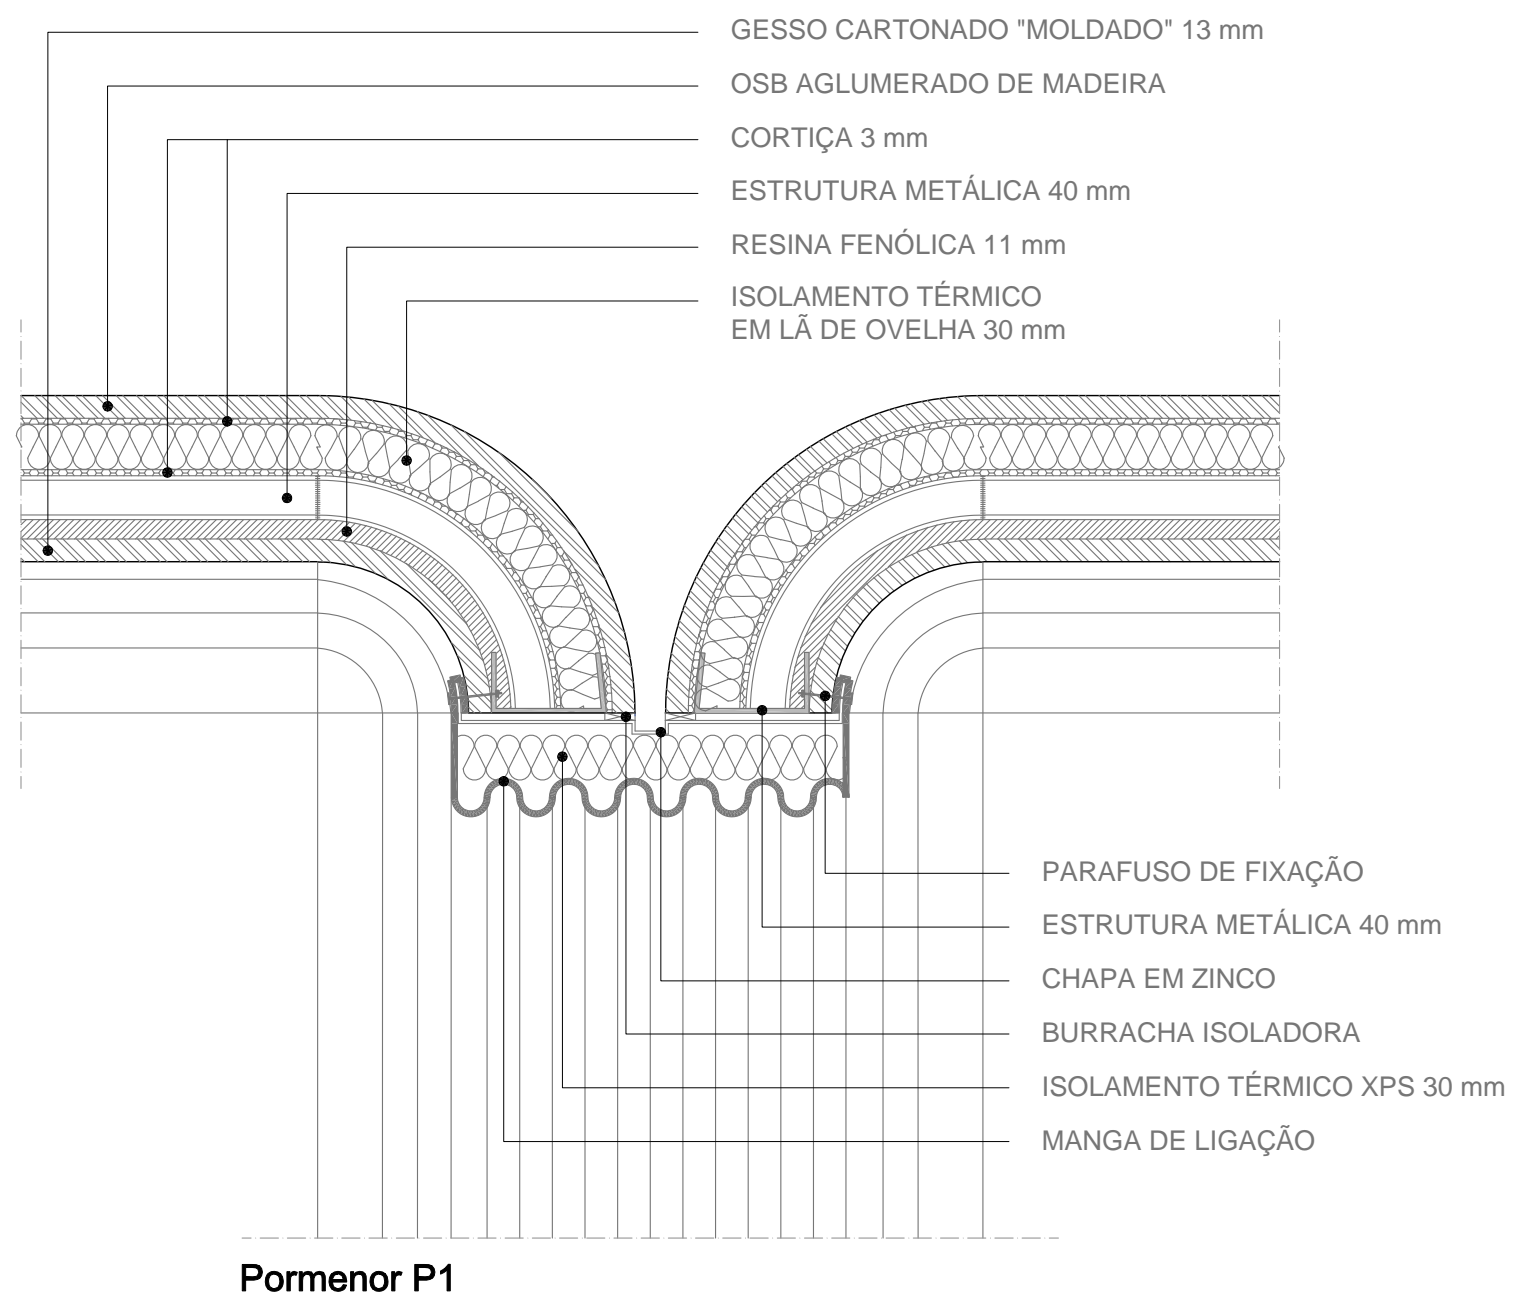 GESSO CARTONADO "MOLDADO" 13 mm
OSB AGLUMERADO DE MADEIRA
CORTIÇA 3 mm
ESTRUTURA METÁLICA 40 mm
RESINA FENÓLICA 11 mm
ISOLAMENTO TÉRMICO
EM LÃ DE OVELHA 30 mm
PARAFUSO DE FIXAÇÃO
ESTRUTURA METÁLICA 40 mm
CHAPA EM ZINCO
BURRACHA ISOLADORA
ISOLAMENTO TÉRMICO XPS 30 mm
MANGA DE LIGAÇÃO
Pormenor P1